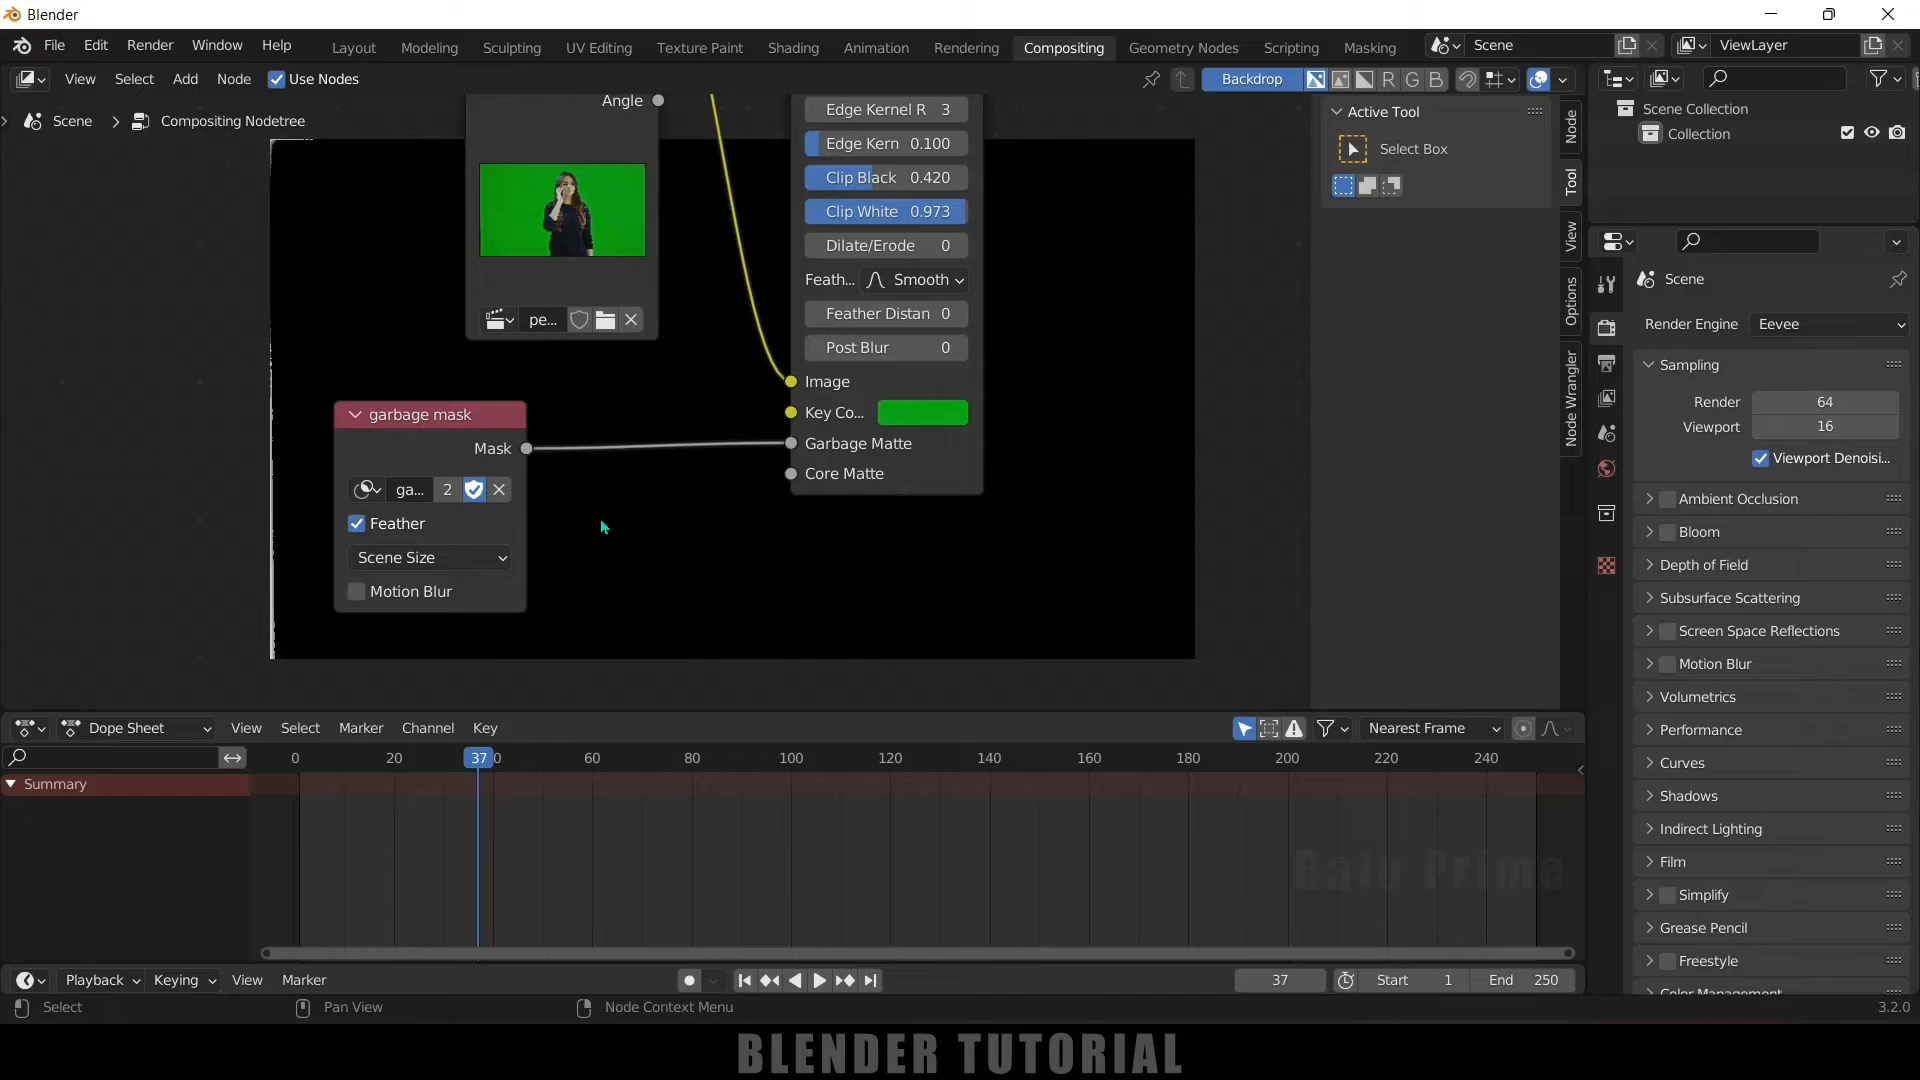 Blender
File Edit Render Window Help
Layout Modeling Sculpting UV Editing Texture Paint Shading Animation Rendering Compositing Geometry Nodes Scripting Masking
Scene
ViewLayer
View Select Add Node Use Nodes
Backdrop
R G B
Scene > Compositing Nodetree
Angle
pe...
garbage mask
Mask
ga... 2
Feather
Scene Size
Motion Blur
Edge Kernel R 3
Edge Kern 0.100
Clip Black 0.420
Clip White 0.973
Dilate/Erode 0
Feath... Smooth
Feather Distan 0
Post Blur 0
Image
Key Co...
Garbage Matte
Core Matte
Active Tool
Select Box
Node
Tool
View
Options
Node Wrangler
Scene Collection
Collection
Scene
Render Engine Eevee
Sampling
Render 64
Viewport 16
Viewport Denoisi...
Ambient Occlusion
Bloom
Depth of Field
Subsurface Scattering
Screen Space Reflections
Motion Blur
Volumetrics
Performance
Curves
Shadows
Indirect Lighting
Film
Simplify
Grease Pencil
Freestyle
Color Management
Dope Sheet View Select Marker Channel Key
Nearest Frame
0 20 37 0 60 80 100 120 140 160 180 200 220 240
Summary
Rain Prime
Playback Keying View Marker
37 Start 1 End 250
Select Pan View Node Context Menu
3.2.0
BLENDER TUTORIAL